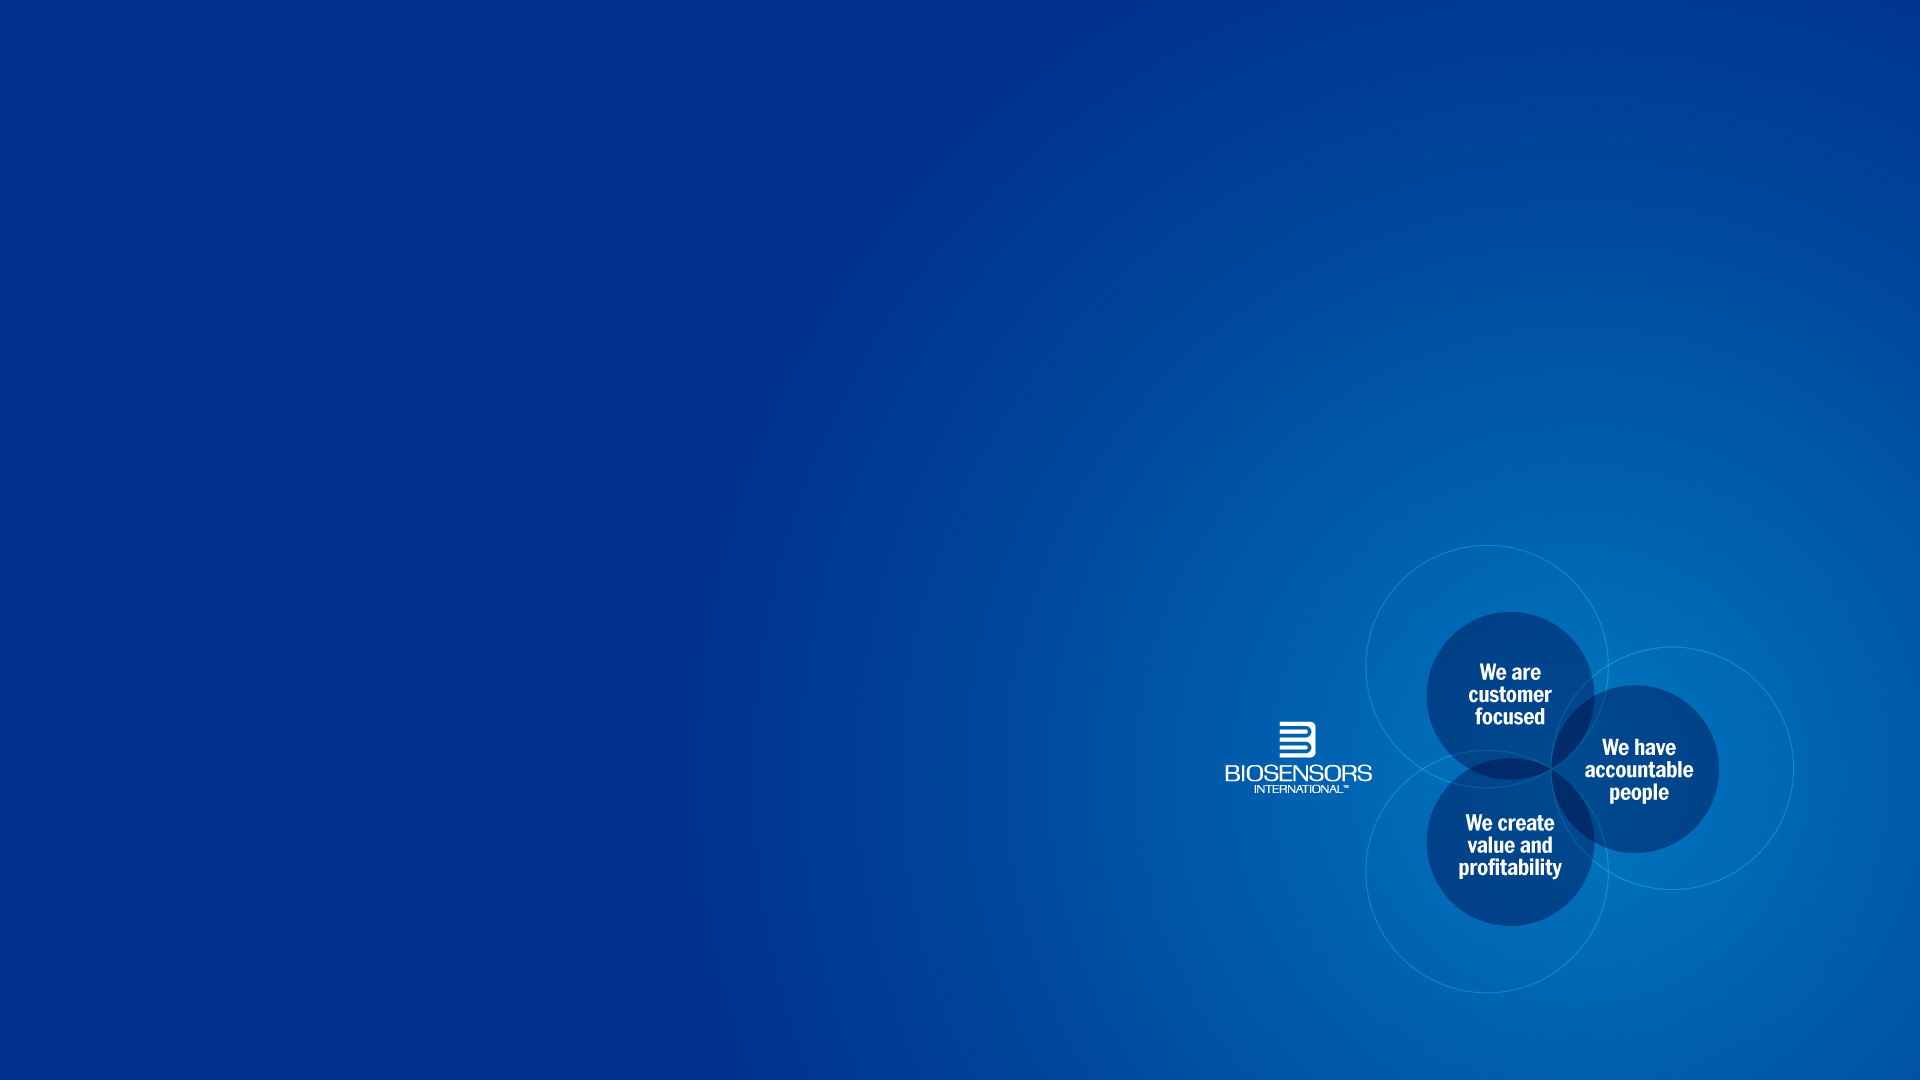 BIOSENSORS
INTERNATIONAL™
We are
customer
focused
We have
accountable
people
We create
value and
profitability